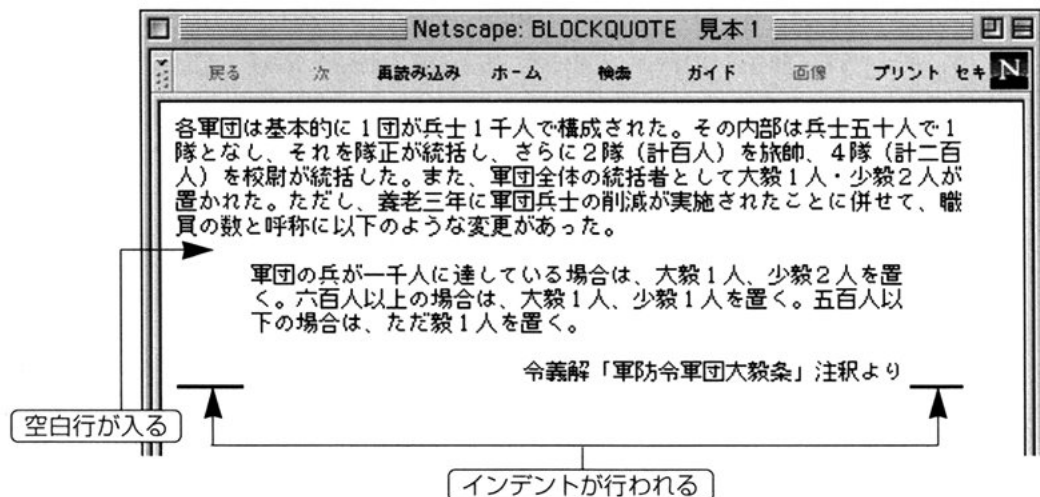 Netscape: BLOCKQUOTE 見本1
戻る 次 再読み込み ホーム 検索 ガイド 画像 プリント セキ N
各軍団は基本的に1団が兵士1千人で構成された。その内部は兵士五十人で1
隊となし、それを隊正が統括し、さらに2隊（計百人）を旅帥、4隊（計二百
人）を校尉が統括した。また、軍団全体の統括者として大毅1人・少毅2人が
置かれた。ただし、養老三年に軍団兵士の削減が実施されたことに併せて、職
員の数と呼称に以下のような変更があった。
軍団の兵が一千人に達している場合は、大毅1人、少毅2人を置
く。六百人以上の場合は、大毅1人、少毅1人を置く。五百人以
下の場合は、ただ毅1人を置く。
令義解「軍防令軍団大毅条」注釈より
空白行が入る
インデントが行われる